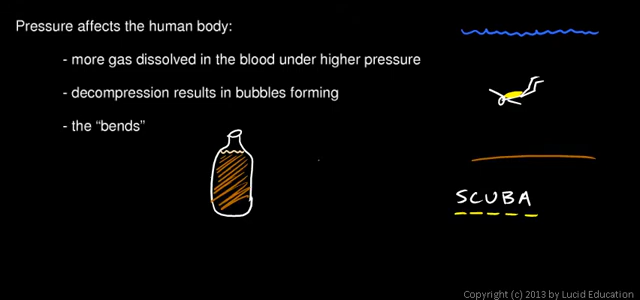 Pressure affects the human body:
- more gas dissolved in the blood under higher pressure
- decompression results in bubbles forming
- the “bends”
SCUBA
Copyright (c) 2013 by Lucid Education